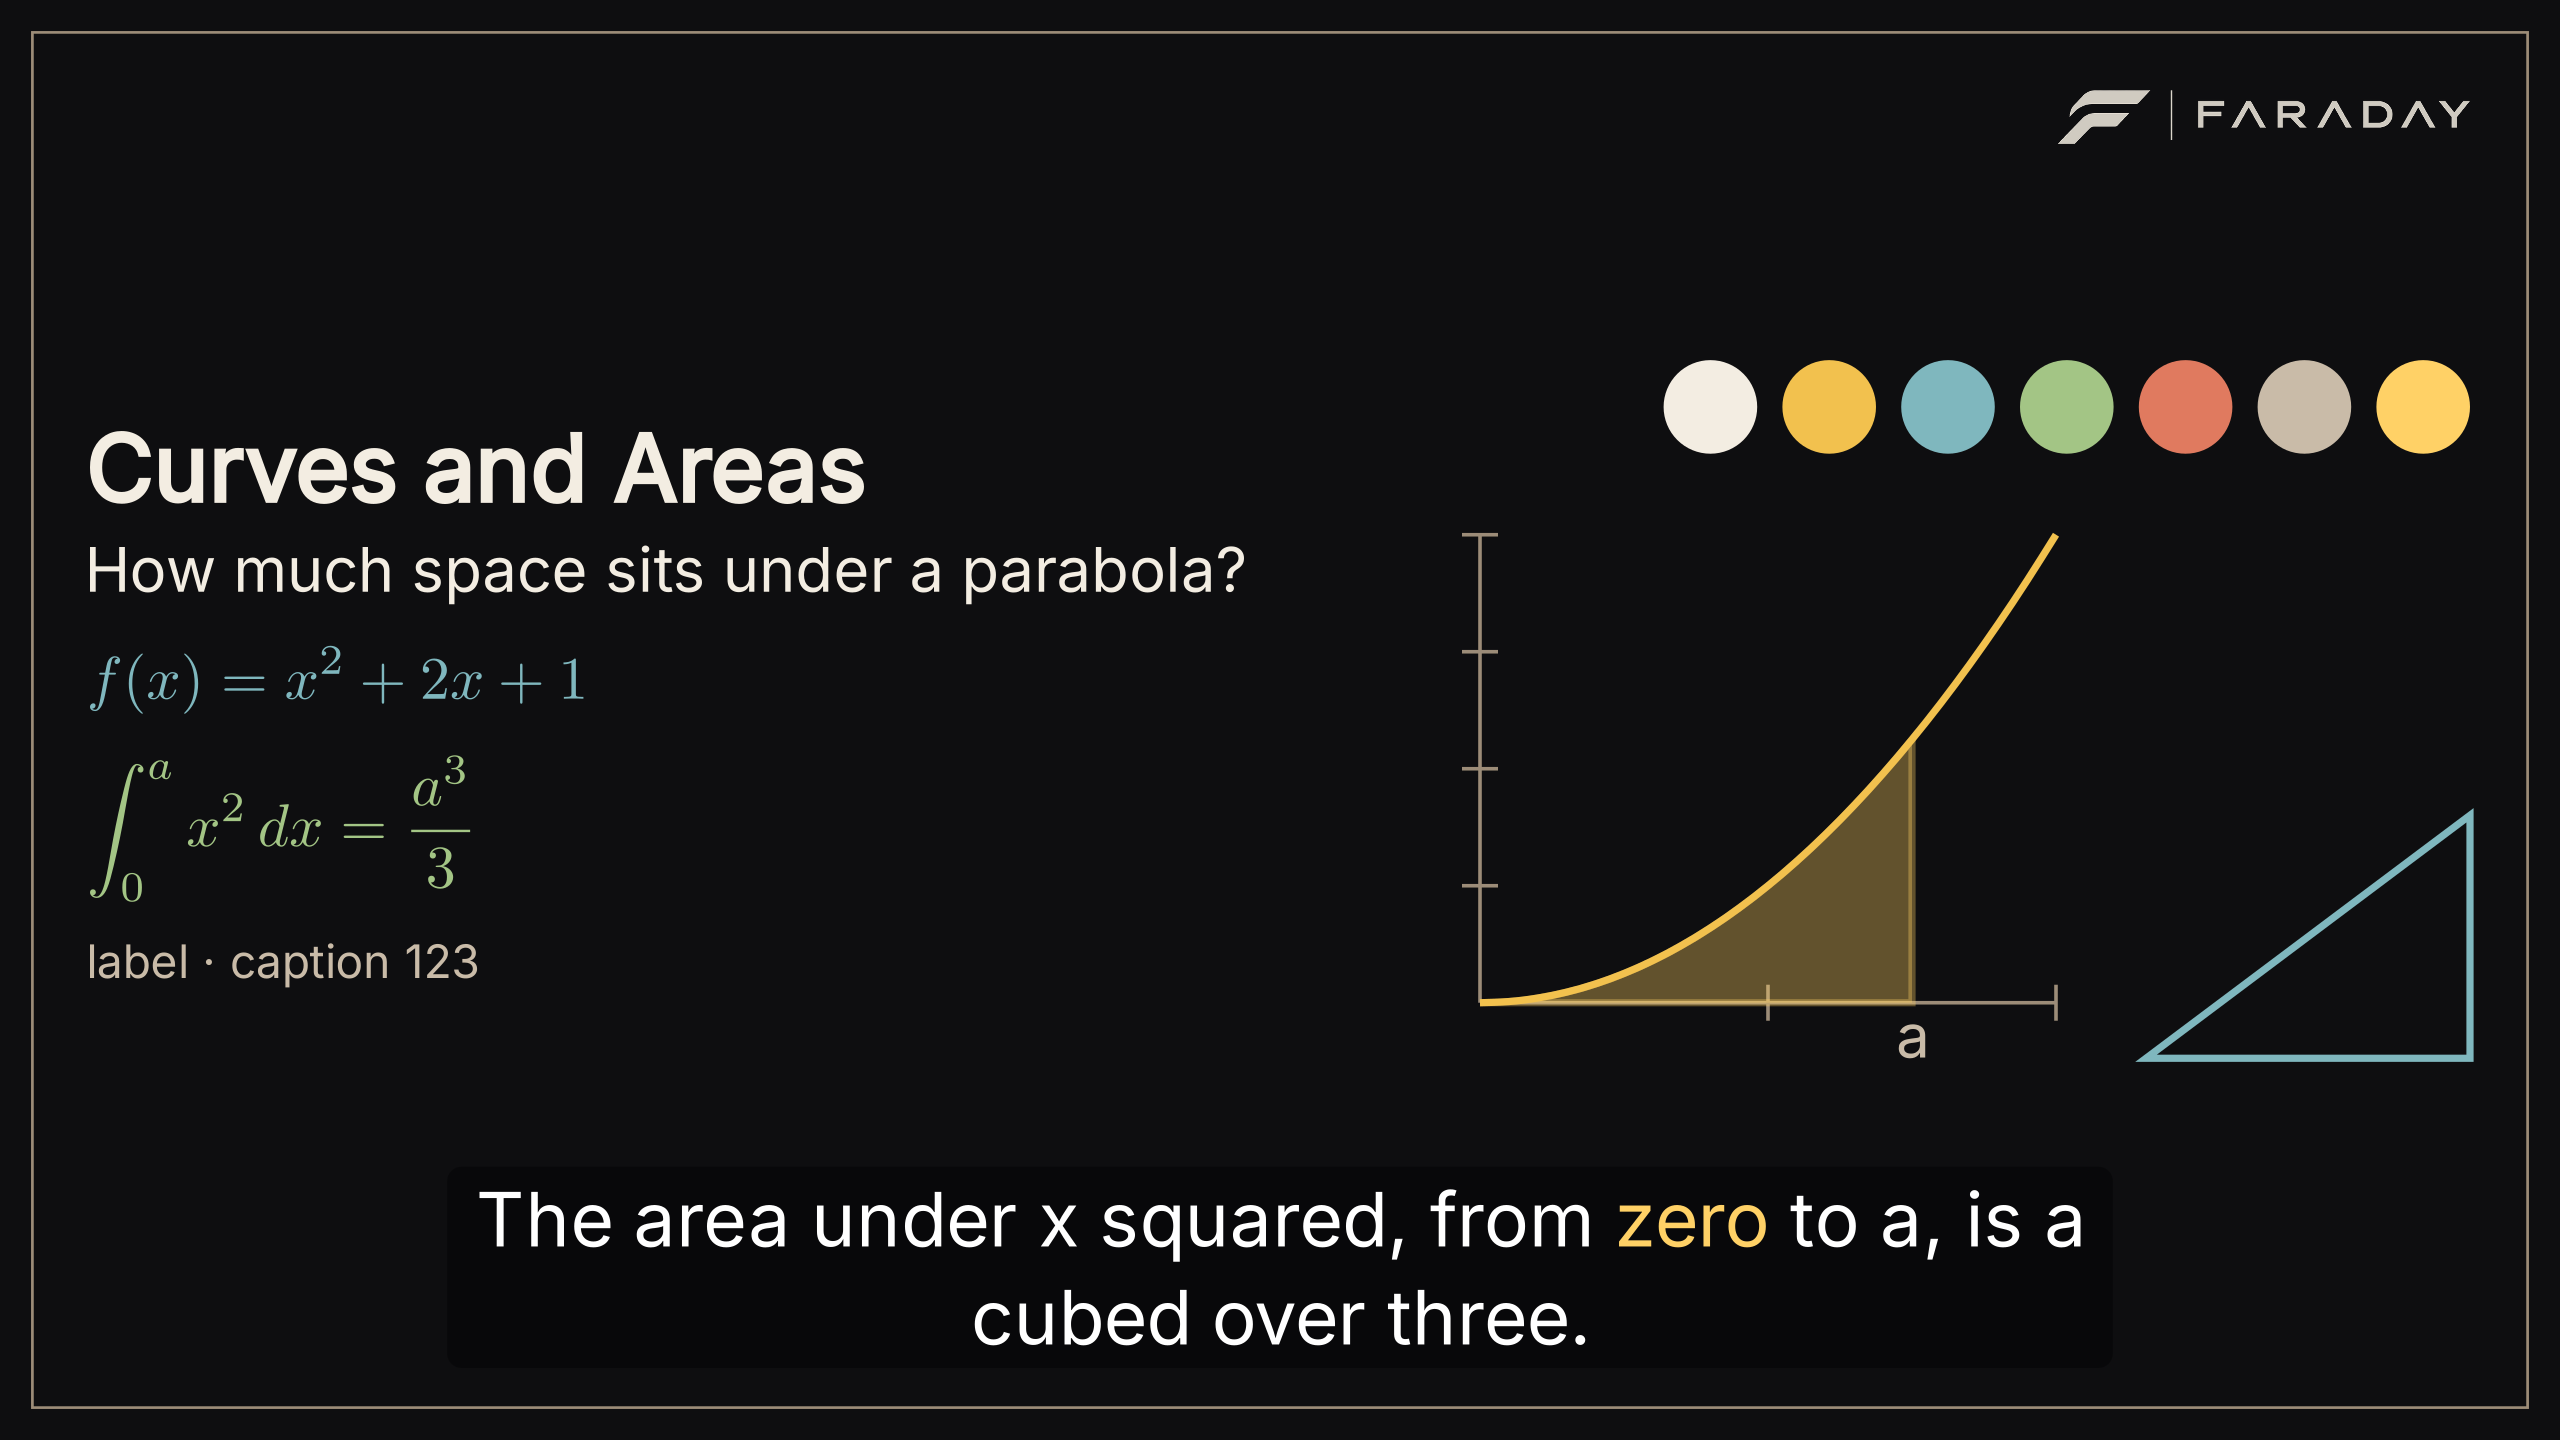 FARADAY
Curves and Areas
How much space sits under a parabola?
f(x) = x² + 2x + 1
∫₀ᵃ x² dx = a³/3
label · caption 123
a
The area under x squared, from zero to a, is a
cubed over three.